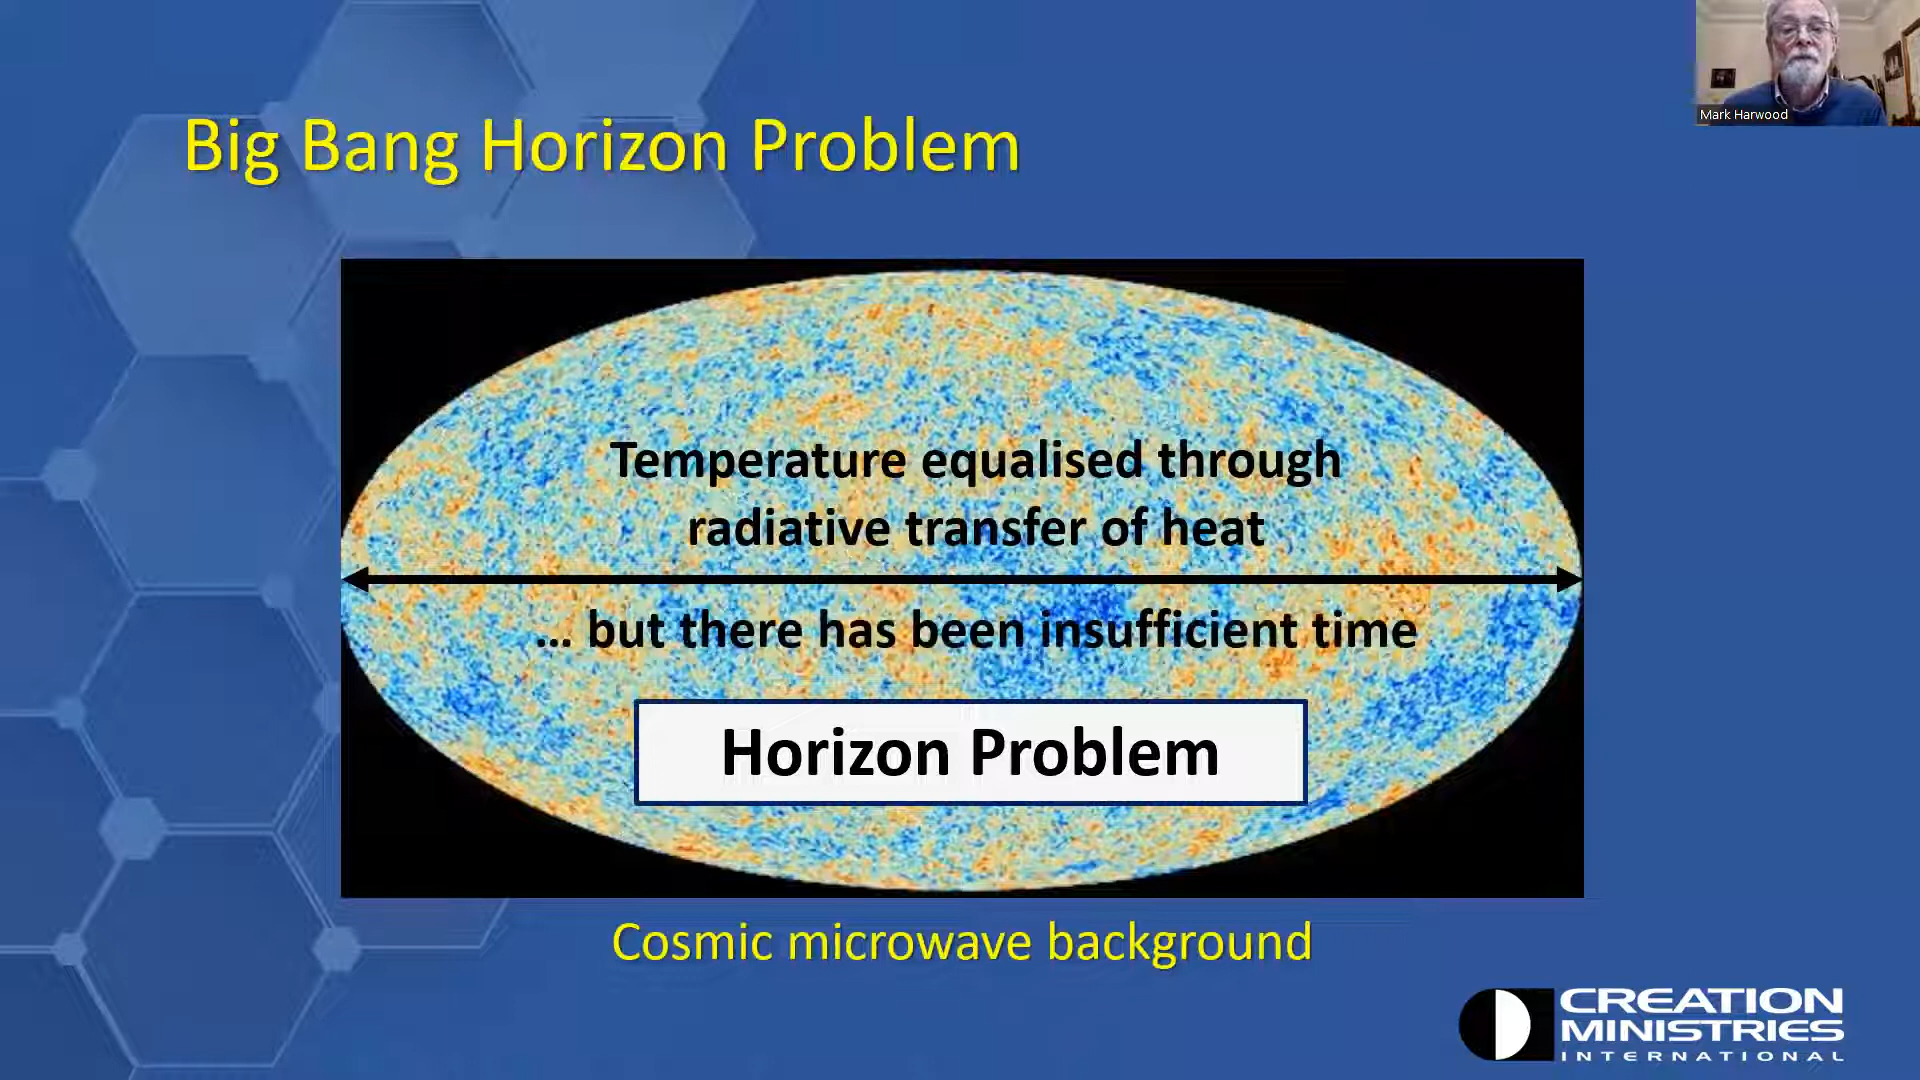 Mark Harwood
Big Bang Horizon Problem
Temperature equalised through
radiative transfer of heat
... but there has been insufficient time
Horizon Problem
Cosmic microwave background
CREATION
MINISTRIES
INTERNATIONAL